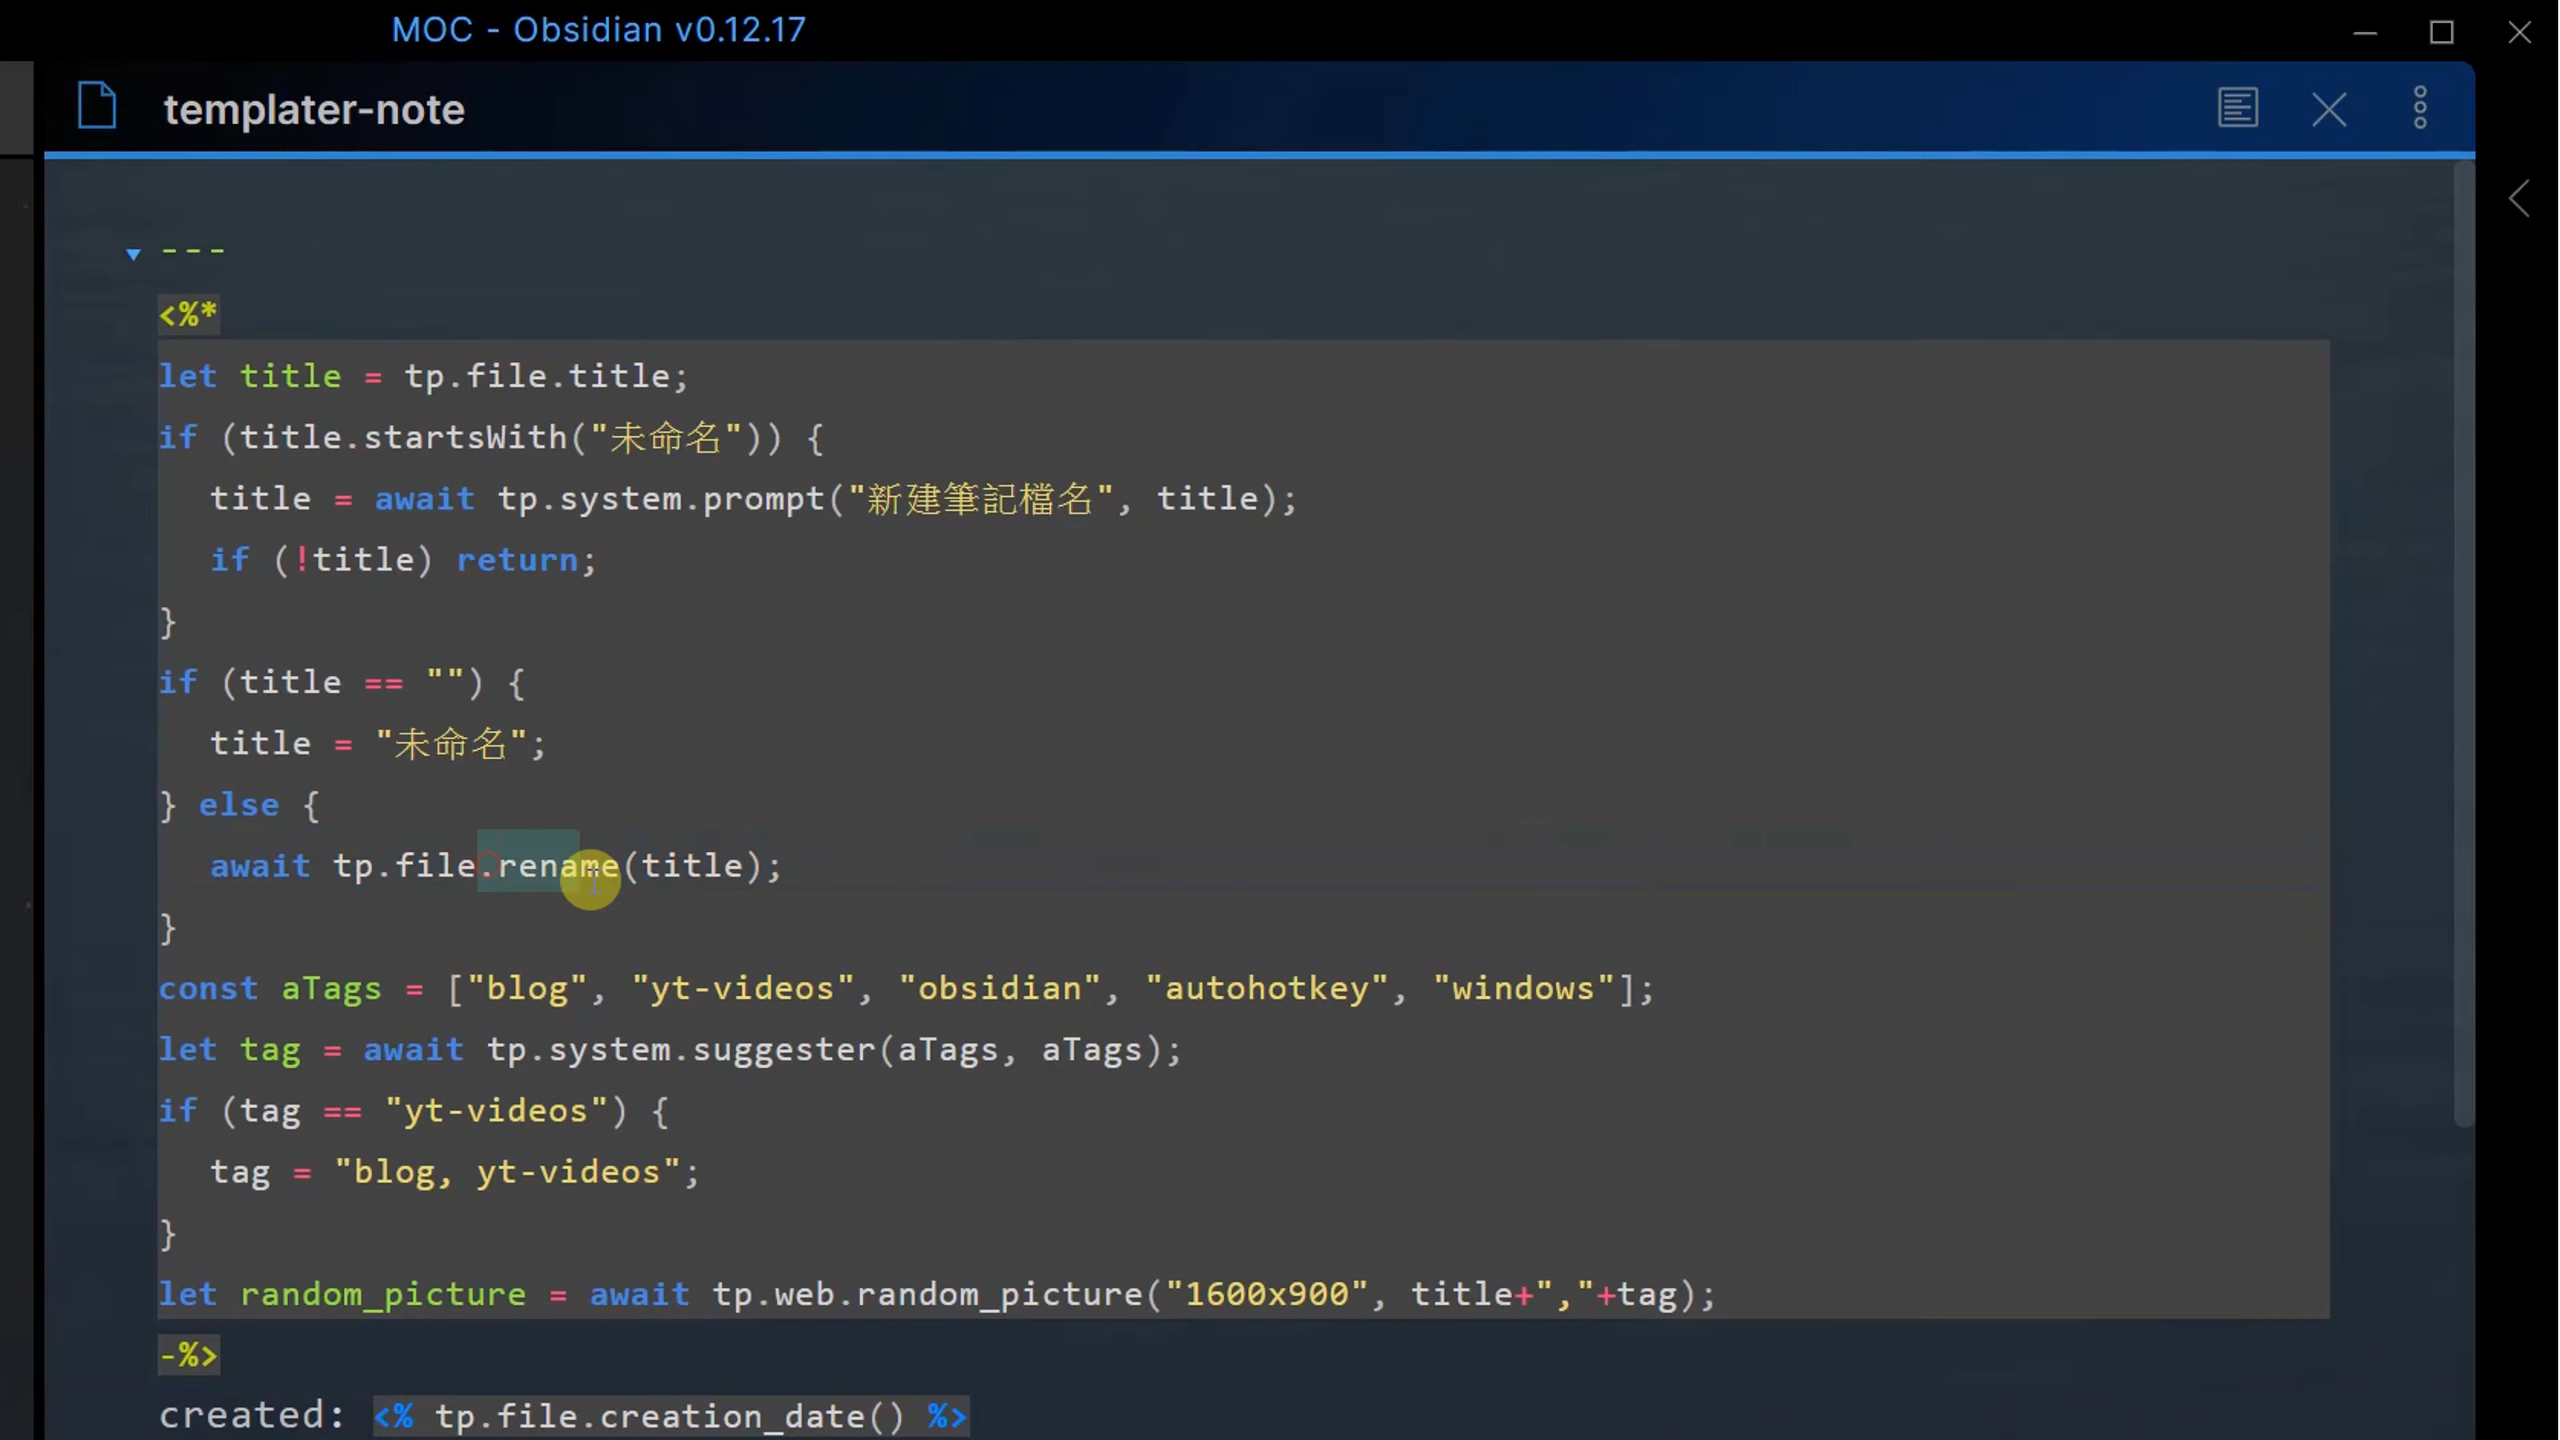 MOC - Obsidian v0.12.17
templater-note
---
<%*
let title = tp.file.title;
if (title.startsWith("未命名")) {
  title = await tp.system.prompt("新建筆記檔名", title);
  if (!title) return;
}
if (title == "") {
  title = "未命名";
} else {
  await tp.file.rename(title);
}
const aTags = ["blog", "yt-videos", "obsidian", "autohotkey", "windows"];
let tag = await tp.system.suggester(aTags, aTags);
if (tag == "yt-videos") {
  tag = "blog, yt-videos";
}
let random_picture = await tp.web.random_picture("1600x900", title+","+tag);
-%>
created: <% tp.file.creation_date() %>